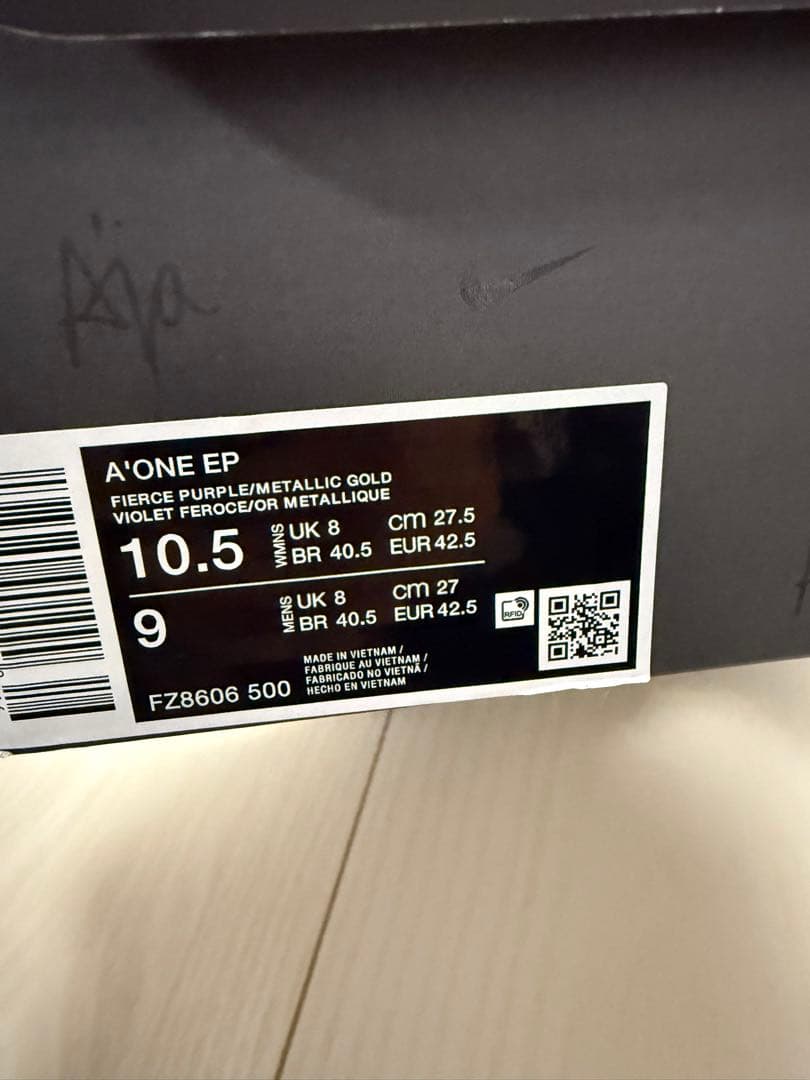 A'ONE EP
FIERCE PURPLE/METALLIC GOLD
VIOLET FEROCE/OR METALLIQUE
10.5 WMNS UK 8 cm 27.5
BR 40.5 EUR 42.5
9 MENS UK 8 cm 27
BR 40.5 EUR 42.5
RFID
MADE IN VIETNAM /
FABRIQUE AU VIETNAM /
FABRICADO NO VIETNÃ /
HECHO EN VIETNAM
FZ8606 500